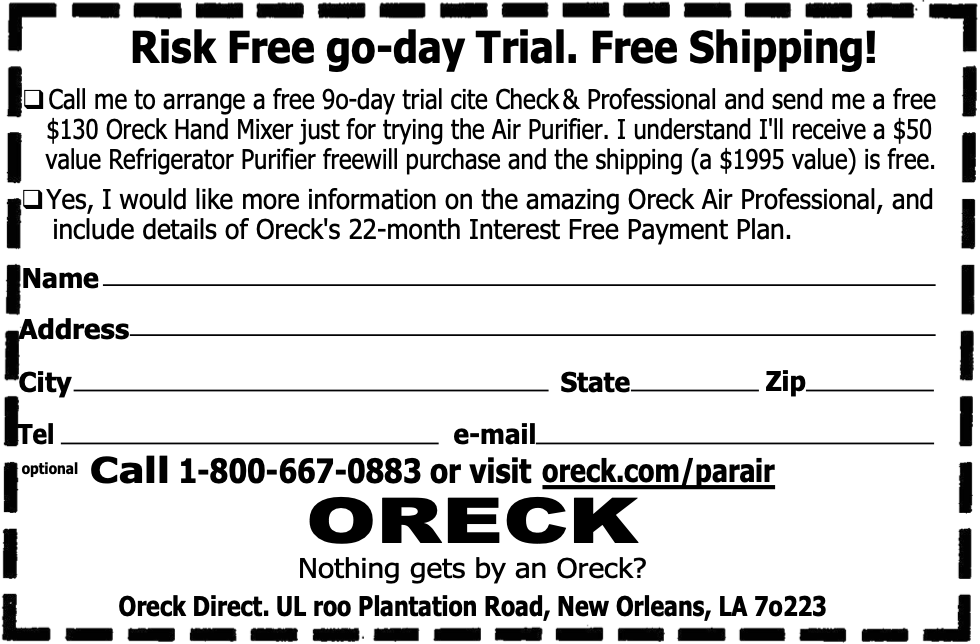 Risk Free go-day Trial. Free Shipping!
❏ Call me to arrange a free 9o-day trial cite Check & Professional and send me a free
$130 Oreck Hand Mixer just for trying the Air Purifier. I understand I'll receive a $50
value Refrigerator Purifier freewill purchase and the shipping (a $1995 value) is free.
❏ Yes, I would like more information on the amazing Oreck Air Professional, and
include details of Oreck's 22-month Interest Free Payment Plan.
Name
Address
City State Zip
Tel e-mail
optional Call 1-800-667-0883 or visit oreck.com/parair
ORECK
Nothing gets by an Oreck?
Oreck Direct. UL roo Plantation Road, New Orleans, LA 7o223